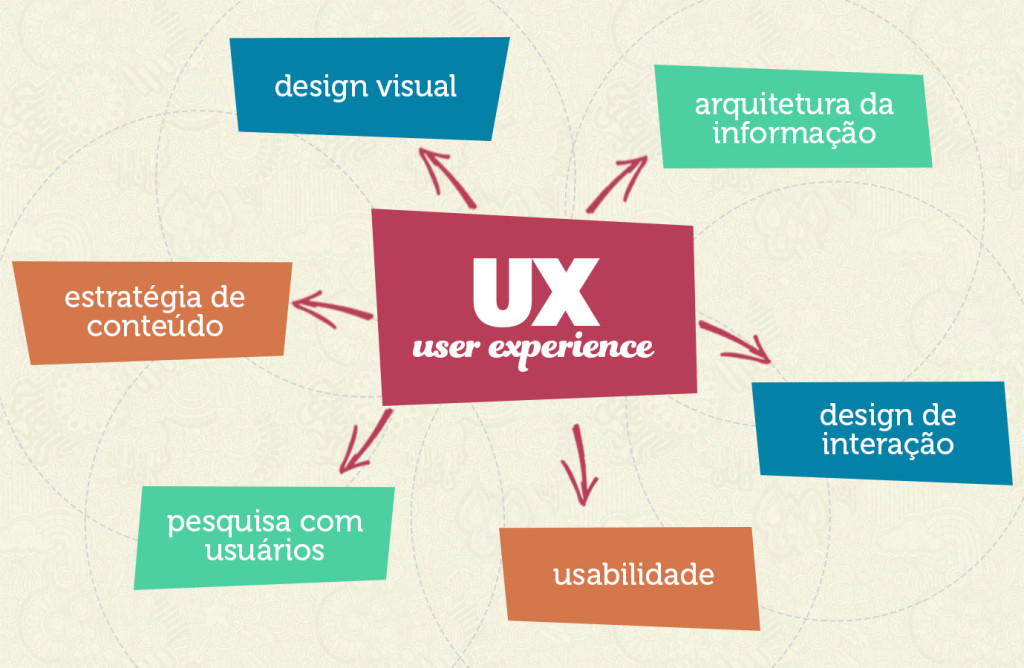 design visual
arquitetura da
informação
UX
user experience
estratégia de
conteúdo
design de
interação
pesquisa com
usuários
usabilidade